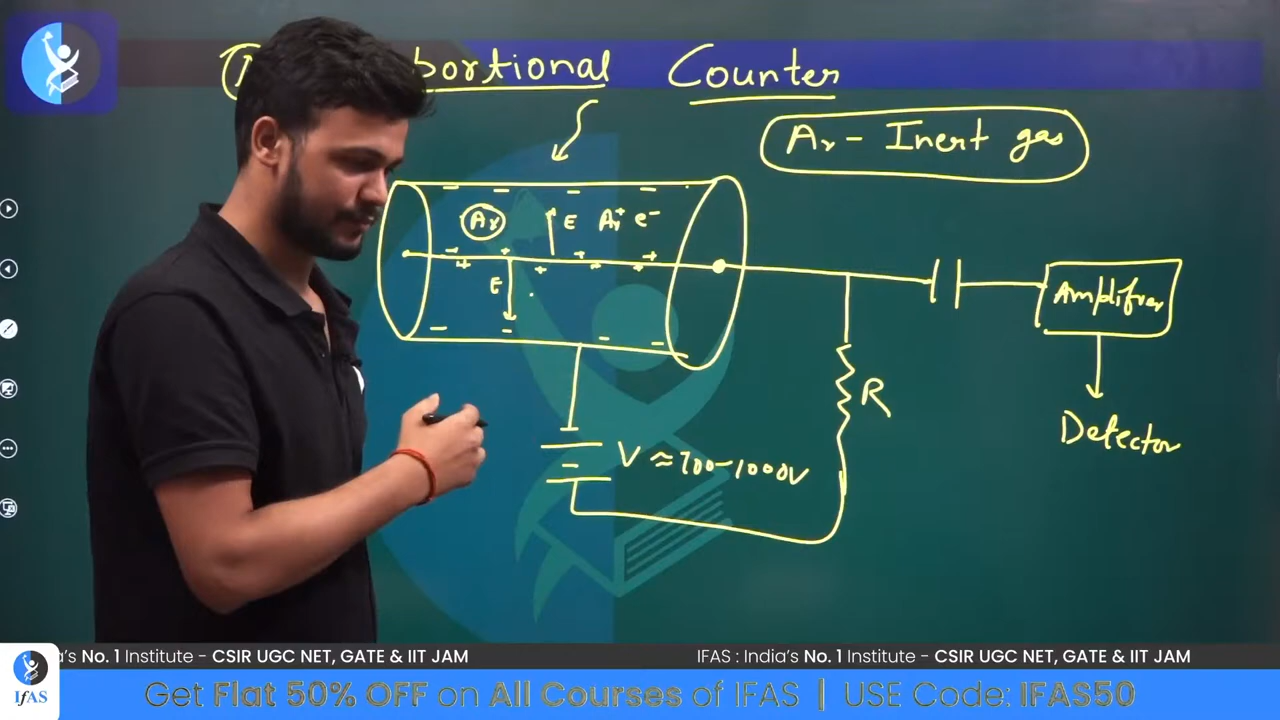 portional Counter
Ar - Inert gas
Ar E Ar+ e-
E
Amplifier
R
Detector
V ≈ 700-1000V
's No. 1 Institute - CSIR UGC NET, GATE & IIT JAM
IFAS : India's No. 1 Institute - CSIR UGC NET, GATE & IIT JAM
IfAS
Get Flat 50% OFF on All Courses of IFAS | USE Code: IFAS50